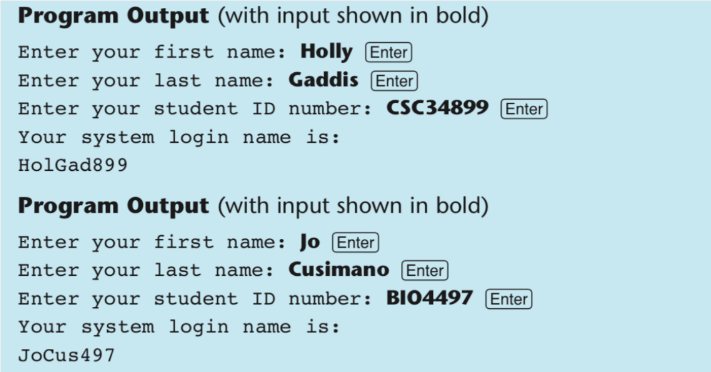 Program Output (with input shown in bold)
Enter your first name: Holly Enter
Enter your last name: Gaddis Enter
Enter your student ID number: CSC34899 Enter
Your system login name is:
HolGad899
Program Output (with input shown in bold)
Enter your first name: Jo Enter
Enter your last name: Cusimano Enter
Enter your student ID number: BIO4497 Enter
Your system login name is:
JoCus497